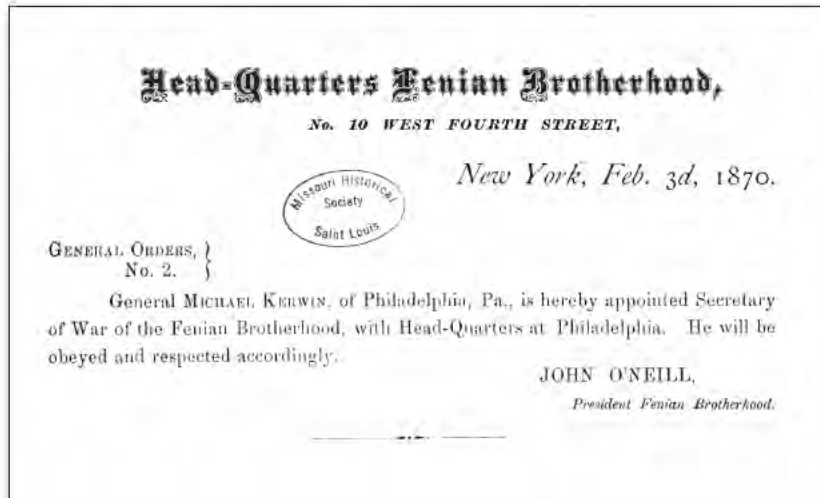 Head-Quarters Fenian Brotherhood,
No. 10 WEST FOURTH STREET,
New York, Feb. 3d, 1870.
Missouri Historical
Society
Saint Louis
GENERAL ORDERS, }
No. 2. }
General MICHAEL KERWIN, of Philadelphia, Pa., is hereby appointed Secretary
of War of the Fenian Brotherhood, with Head-Quarters at Philadelphia. He will be
obeyed and respected accordingly.
JOHN O'NEILL,
President Fenian Brotherhood.